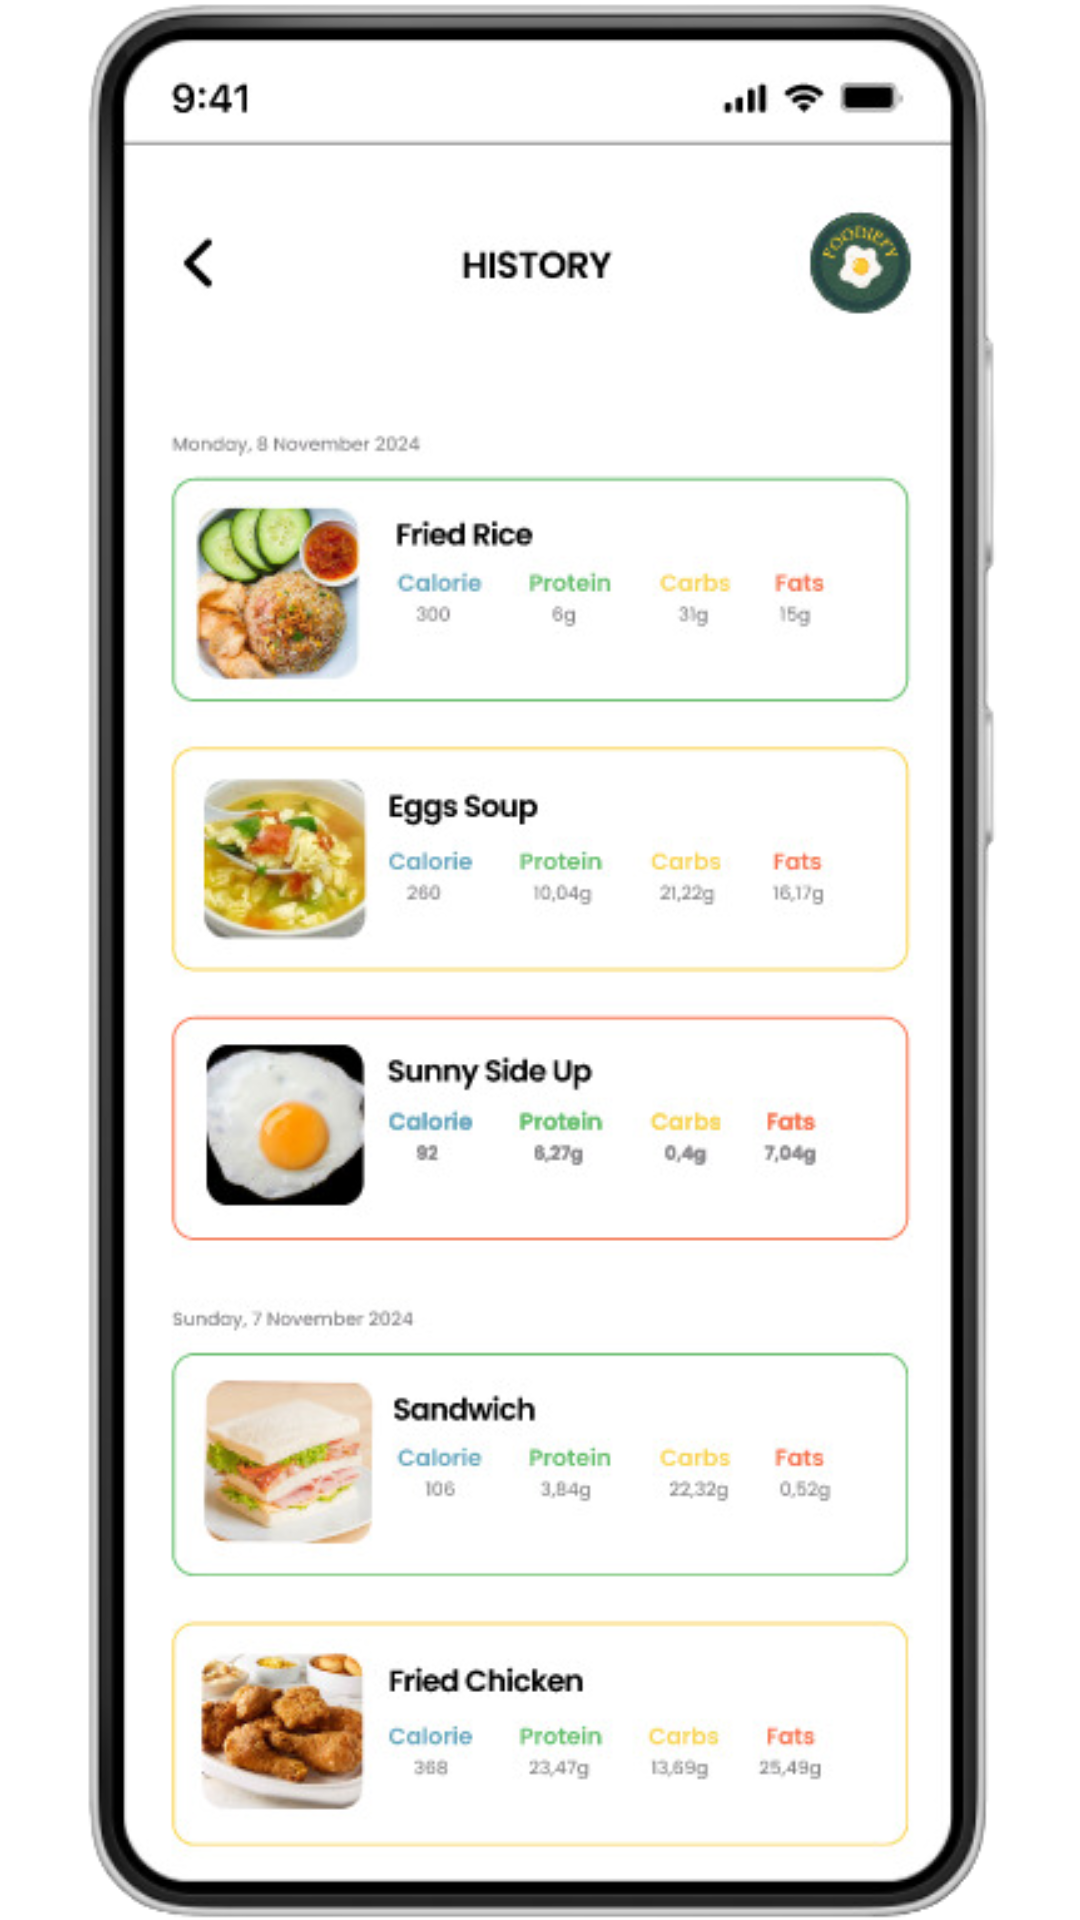 9:41
HISTORY
FOODIEFY
Monday, 8 November 2024
Fried Rice
Calorie Protein Carbs Fats
300 6g 31g 15g
Eggs Soup
Calorie Protein Carbs Fats
260 10,04g 21,22g 16,17g
Sunny Side Up
Calorie Protein Carbs Fats
92 6,27g 0,4g 7,04g
Sunday, 7 November 2024
Sandwich
Calorie Protein Carbs Fats
106 3,84g 22,32g 0,52g
Fried Chicken
Calorie Protein Carbs Fats
368 23,47g 13,69g 25,49g